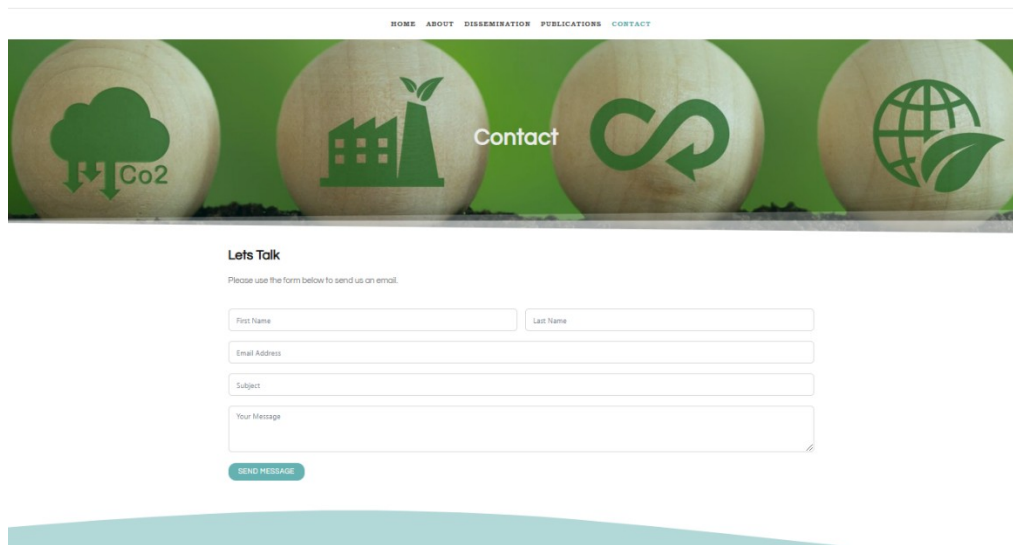 HOME ABOUT DISSEMINATION PUBLICATIONS CONTACT
Co2
Contact
Lets Talk
Please use the form below to send us an email.
First Name Last Name
Email Address
Subject
Your Message
SEND MESSAGE